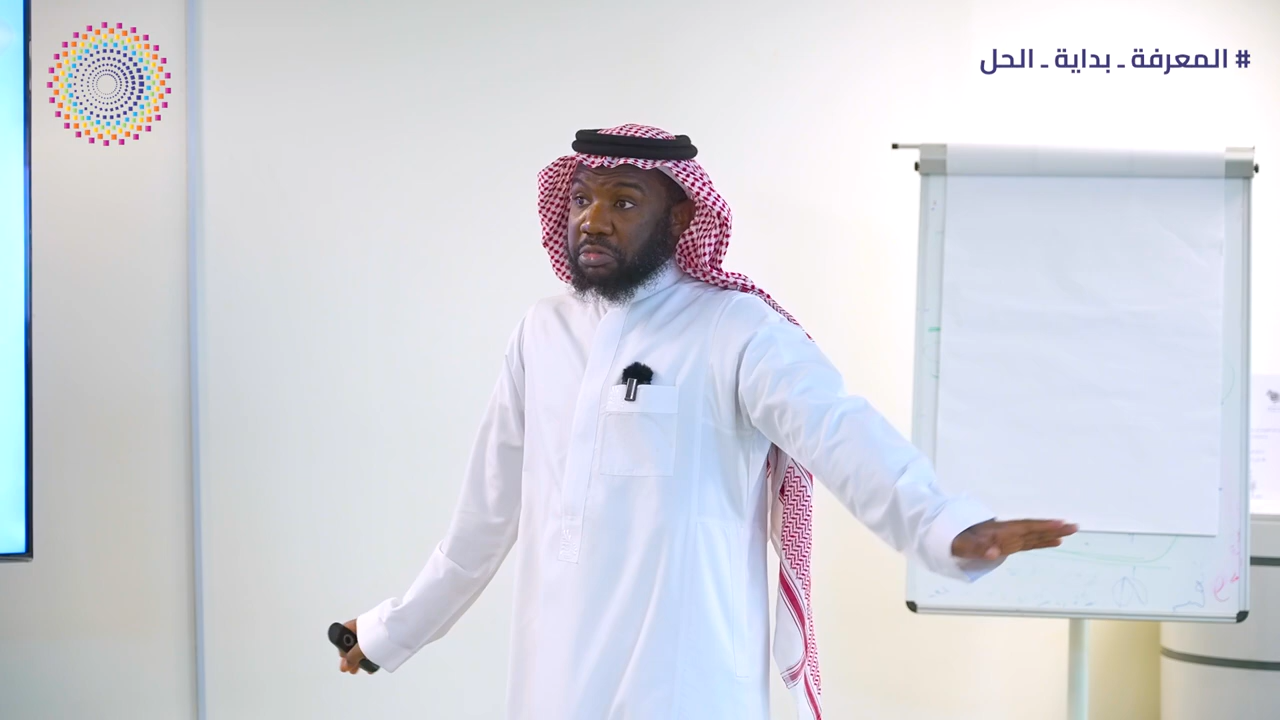 # المعرفة ـ بداية ـ الحل